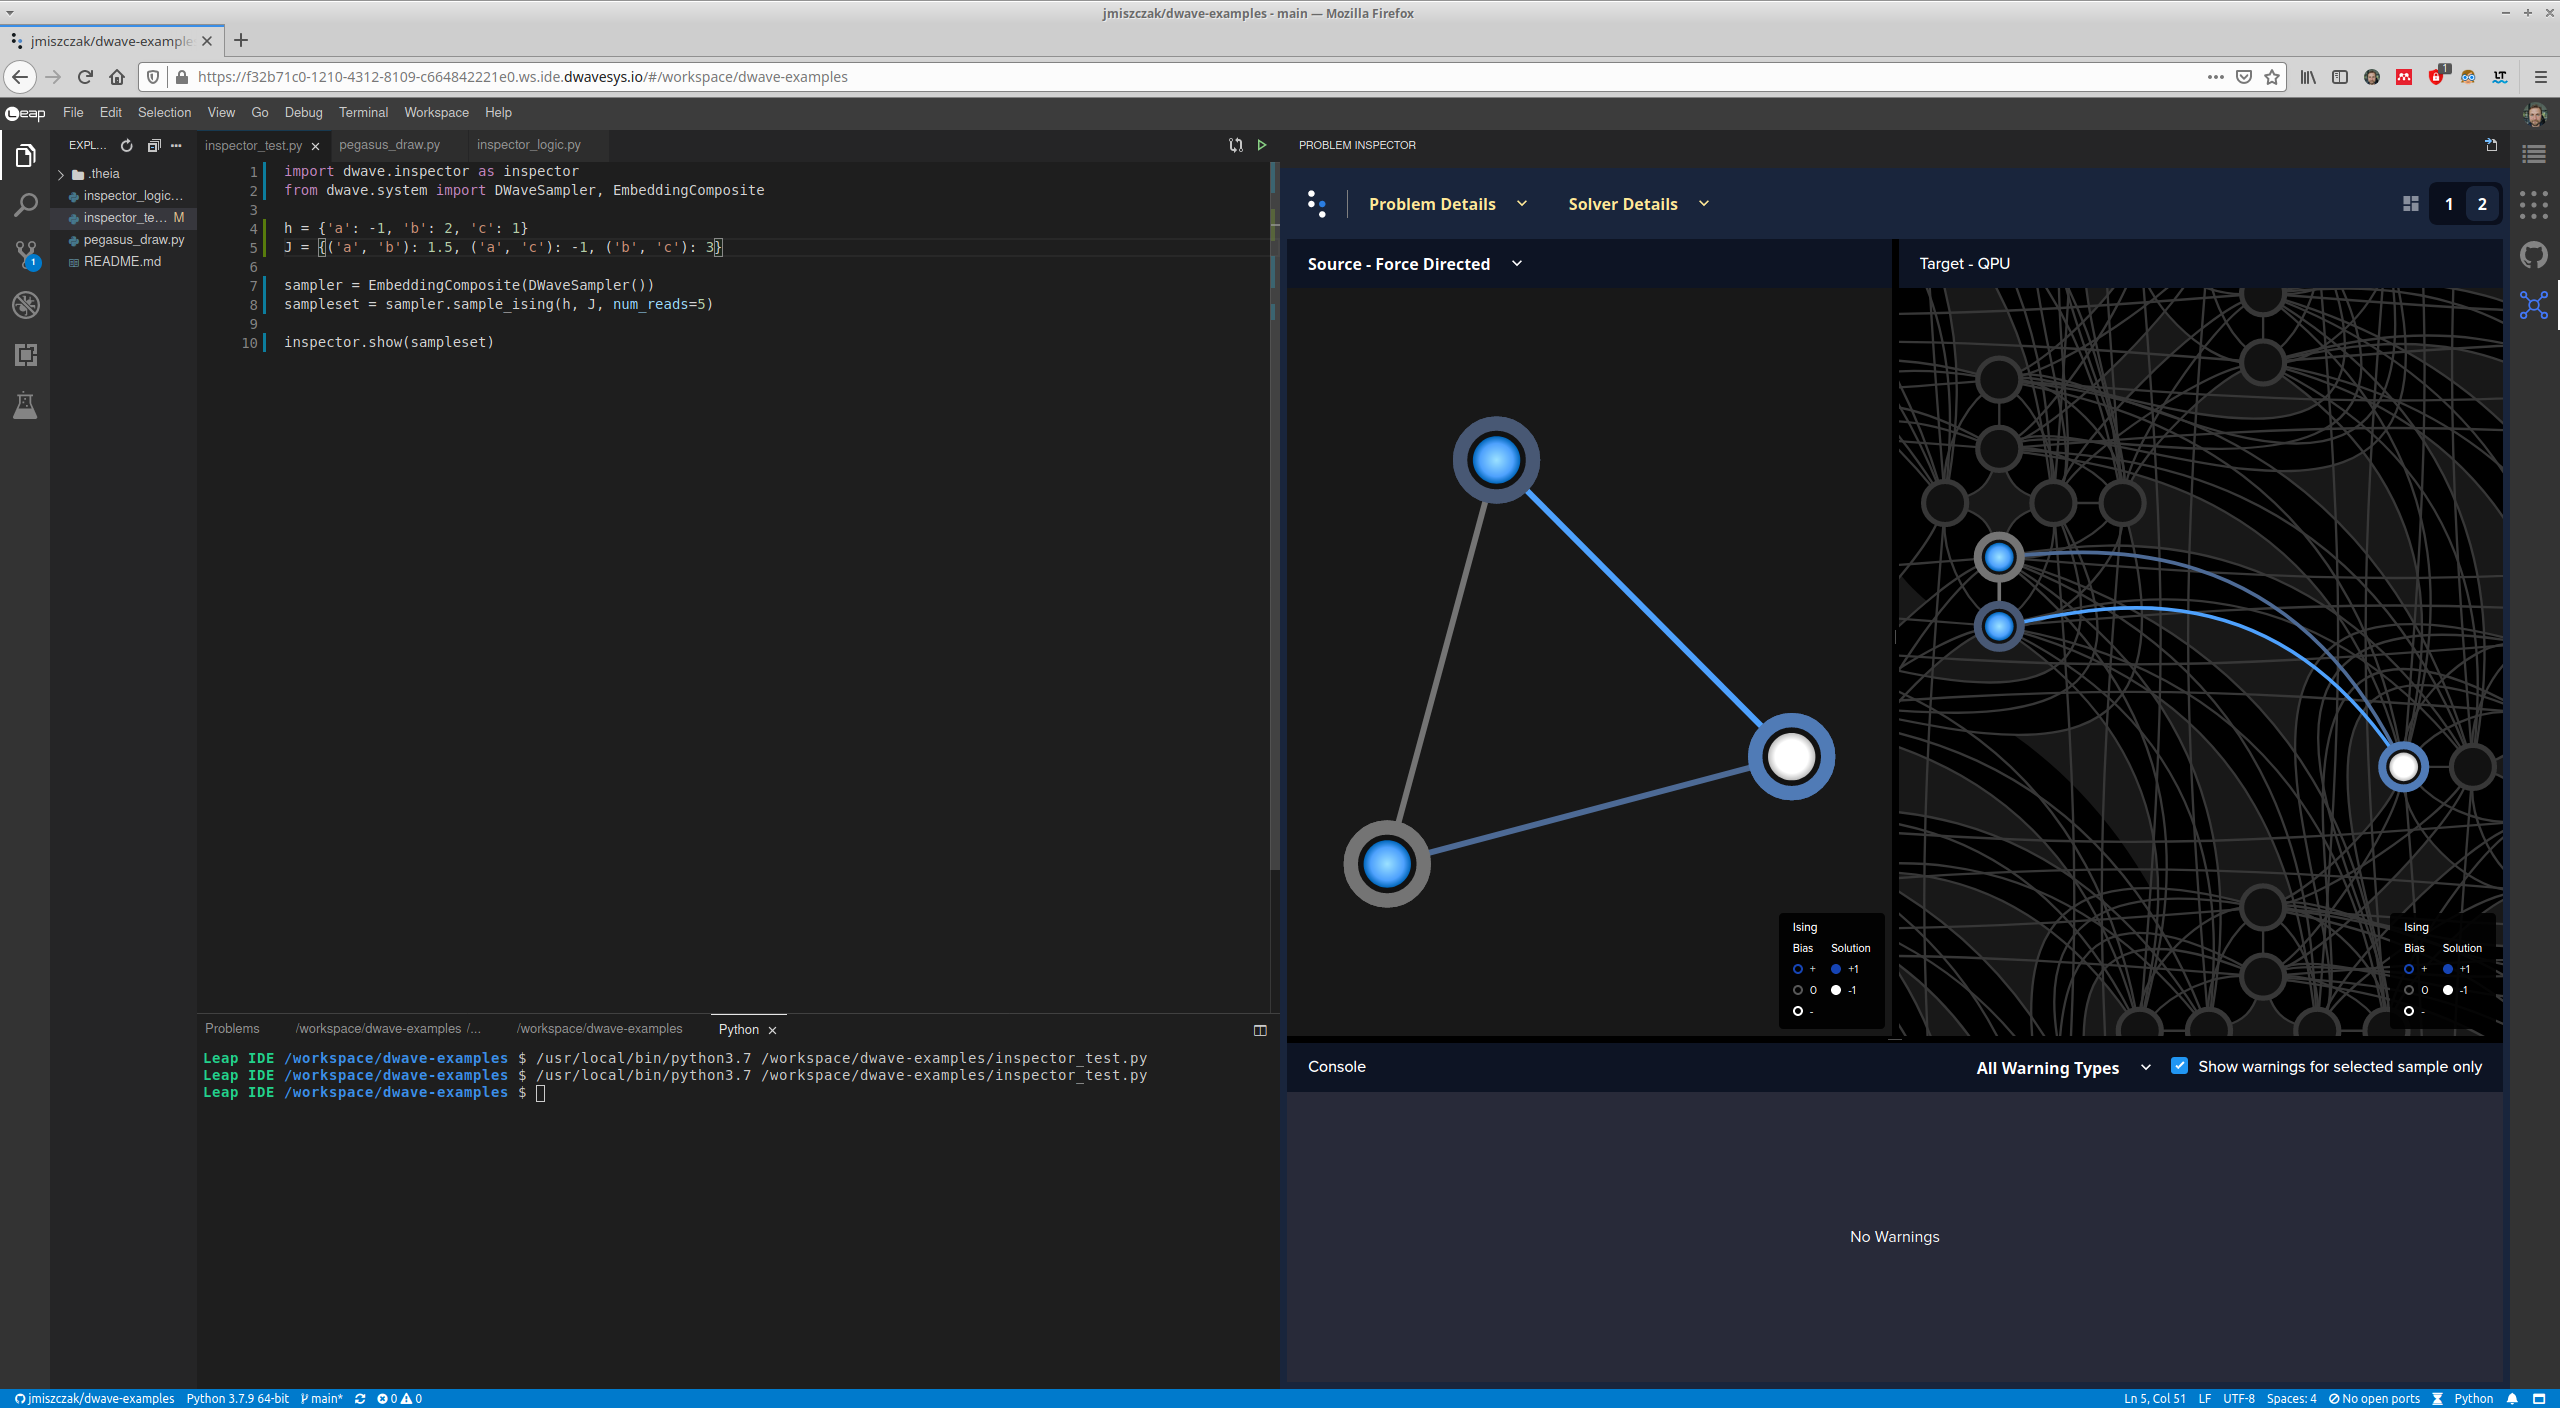 jmiszczak/dwave-examples - main — Mozilla Firefox
jmiszczak/dwave-example
https://f32b71c0-1210-4312-8109-c664842221e0.ws.ide.dwavesys.io/#/workspace/dwave-examples
1
LT
Leap File Edit Selection View Go Debug Terminal Workspace Help
EXPL...
.theia
inspector_logic...
inspector_te... M
pegasus_draw.py
README.md
1
inspector_test.py pegasus_draw.py inspector_logic.py
1 import dwave.inspector as inspector
2 from dwave.system import DWaveSampler, EmbeddingComposite
3
4 h = {'a': -1, 'b': 2, 'c': 1}
5 J = {('a', 'b'): 1.5, ('a', 'c'): -1, ('b', 'c'): 3}
6
7 sampler = EmbeddingComposite(DWaveSampler())
8 sampleset = sampler.sample_ising(h, J, num_reads=5)
9
10 inspector.show(sampleset)
Problems /workspace/dwave-examples /... /workspace/dwave-examples Python
Leap IDE /workspace/dwave-examples $ /usr/local/bin/python3.7 /workspace/dwave-examples/inspector_test.py
Leap IDE /workspace/dwave-examples $ /usr/local/bin/python3.7 /workspace/dwave-examples/inspector_test.py
Leap IDE /workspace/dwave-examples $
PROBLEM INSPECTOR
Problem Details Solver Details 1 2
Source - Force Directed
Ising
Bias Solution
+ +1
0 -1
-
Target - QPU
Ising
Bias Solution
+ +1
0 -1
-
Console All Warning Types Show warnings for selected sample only
No Warnings
jmiszczak/dwave-examples Python 3.7.9 64-bit main* 0 0 Ln 5, Col 51 LF UTF-8 Spaces: 4 No open ports Python